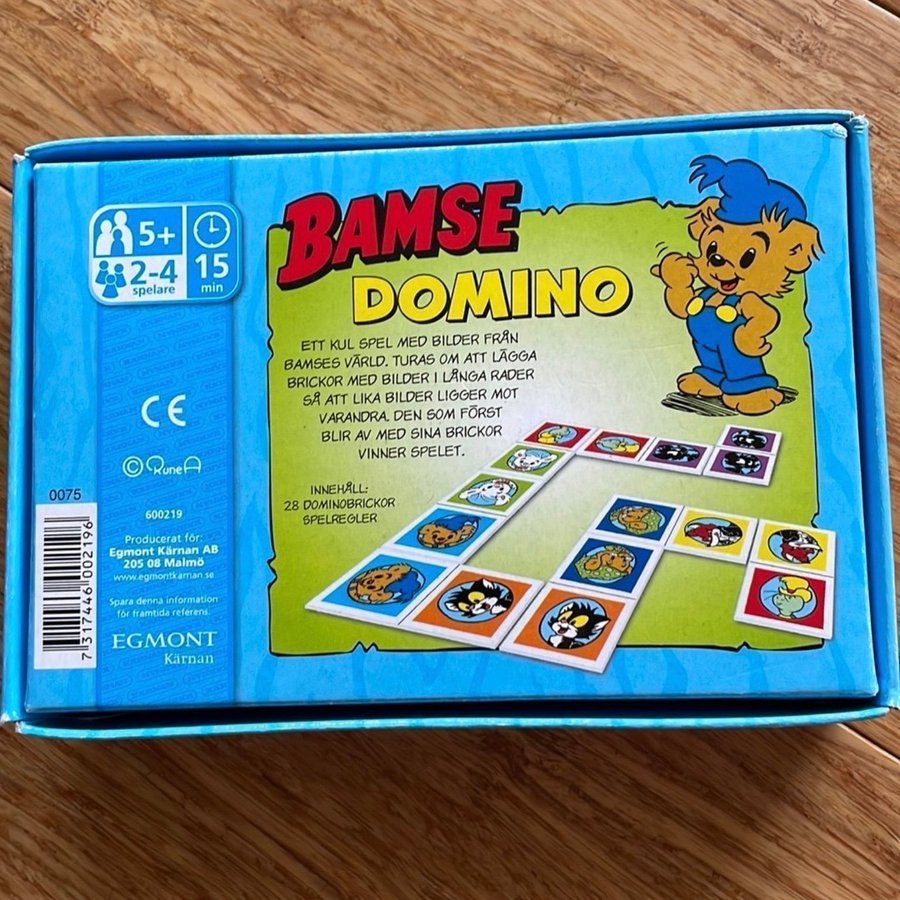 5+
2-4
spelare
15
min
CE
© Rune A
0075
600219
Producerat för:
Egmont Kärnan AB
205 08 Malmö
www.egmontkarnan.se
Spara denna information
för framtida referens.
EGMONT
Kärnan
7 317446 002196
BAMSE
DOMINO
ETT KUL SPEL MED BILDER FRÅN
BAMSES VÄRLD. TURAS OM ATT LÄGGA
BRICKOR MED BILDER I LÅNGA RADER
SÅ ATT LIKA BILDER LIGGER MOT
VARANDRA. DEN SOM FÖRST
BLIR AV MED SINA BRICKOR
VINNER SPELET.
INNEHÅLL:
28 DOMINOBRICKOR
SPELREGLER